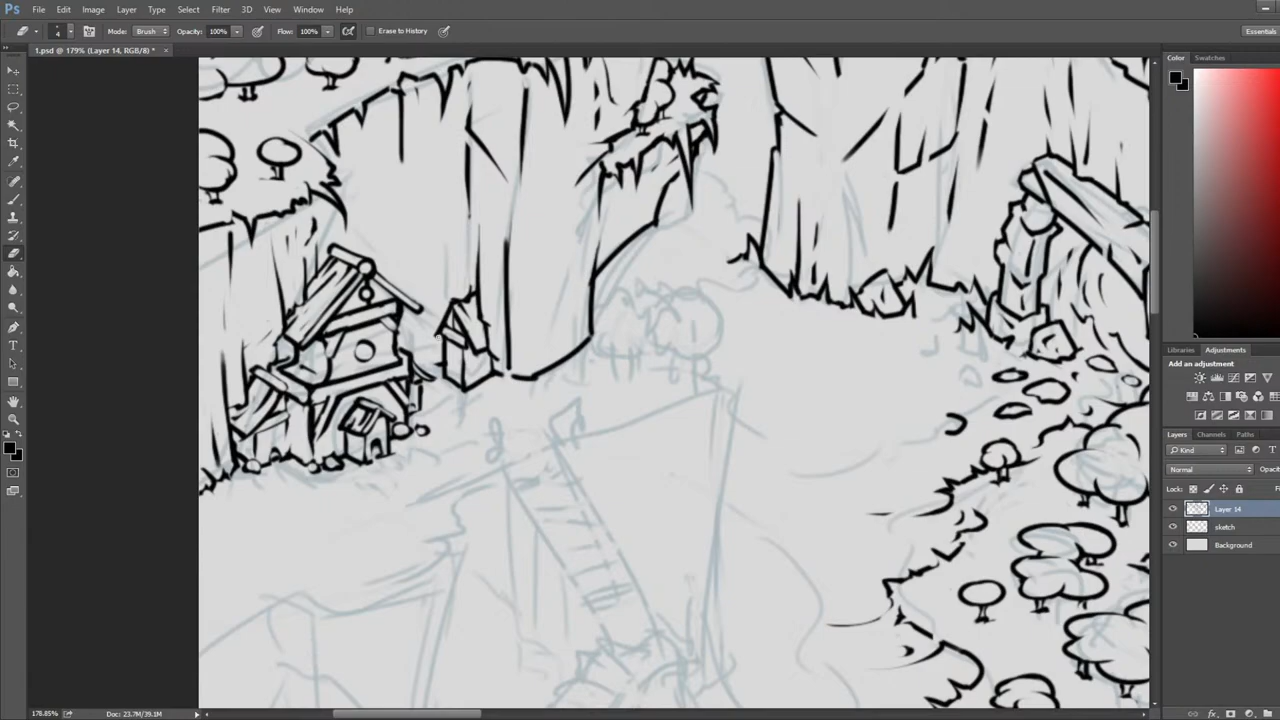 Ps File Edit Image Layer Type Select Filter 3D View Window Help
4 Mode: Brush Opacity: 100% Flow: 100% Erase to History Essentials
1.psd @ 179% (Layer 14, RGB/8) * ×
Color Swatches
Libraries Adjustments
Add an adjustment
Layers Channels Paths
Kind
Normal Opacity
Lock:
Layer 14
sketch
Background
178.85% Doc: 23.7M/39.1M